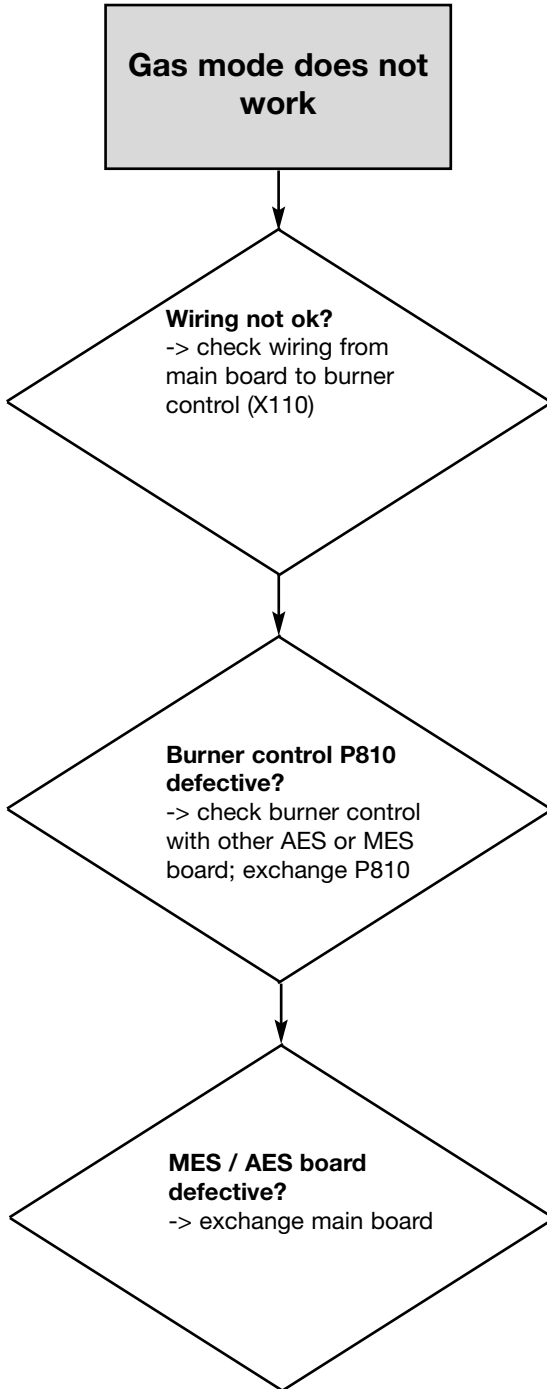 Gas mode does not
work
Wiring not ok?
-> check wiring from
main board to burner
control (X110)
Burner control P810
defective?
-> check burner control
with other AES or MES
board; exchange P810
MES / AES board
defective?
-> exchange main board